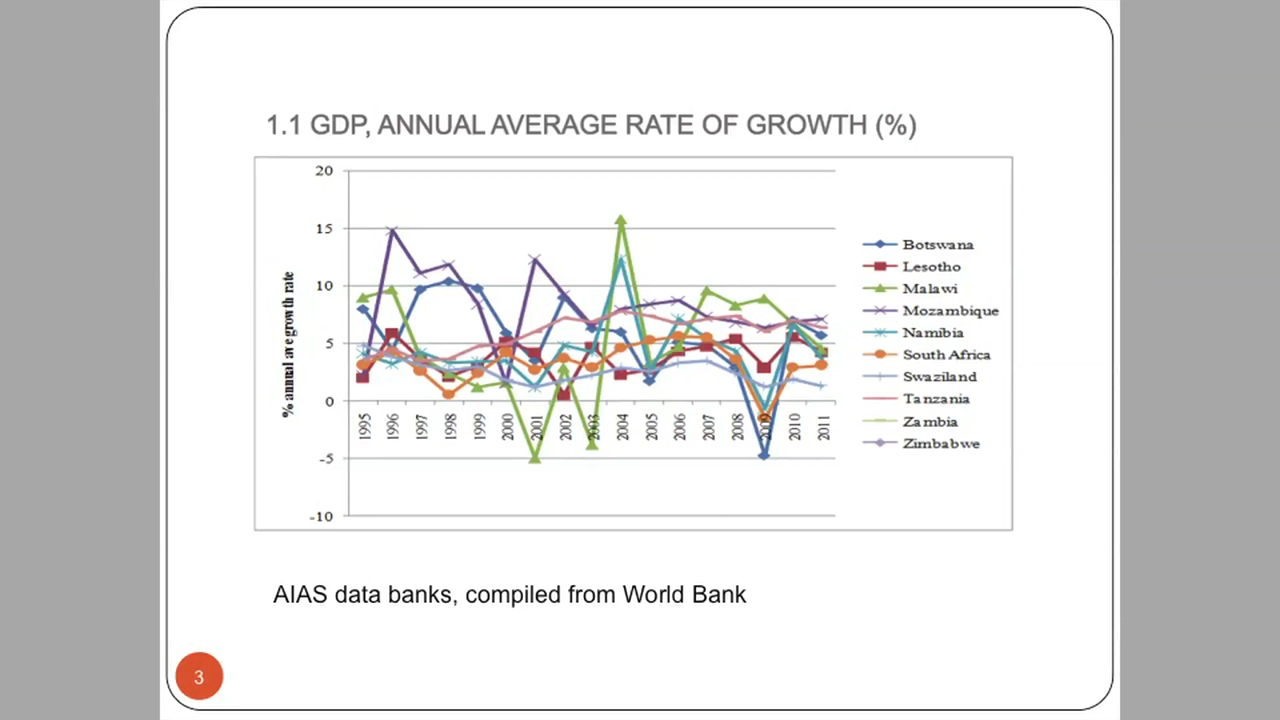 1.1 GDP, ANNUAL AVERAGE RATE OF GROWTH (%)
20
15
10
5
0
-5
-10
% annual ave growth rate
1995 1996 1997 1998 1999 2000 2001 2002 2003 2004 2005 2006 2007 2008 2009 2010 2011
Botswana
Lesotho
Malawi
Mozambique
Namibia
South Africa
Swaziland
Tanzania
Zambia
Zimbabwe
AIAS data banks, compiled from World Bank
3